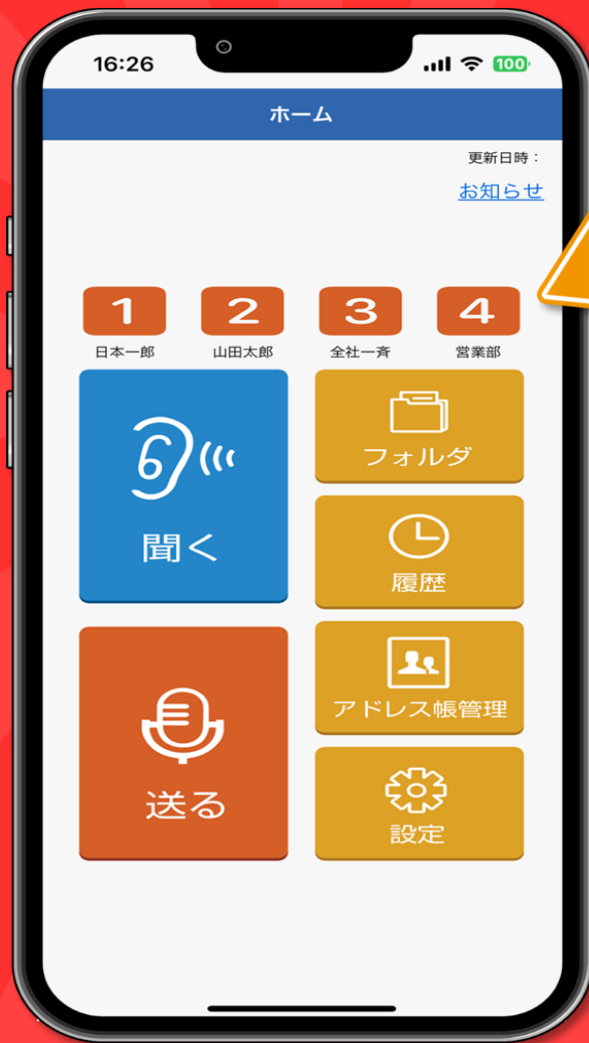 16:26
100
ホーム
更新日時：
お知らせ
1 2 3 4
日本一郎 山田太郎 全社一斉 営業部
聞く
フォルダ
履歴
アドレス帳管理
送る
設定